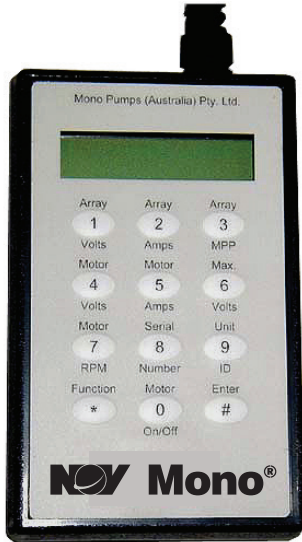 Mono Pumps (Australia) Pty. Ltd.
Array Array Array
1 2 3
Volts Amps MPP
Motor Motor Max.
4 5 6
Volts Amps Volts
Motor Serial Unit
7 8 9
RPM Number ID
Function Motor Enter
* 0 #
On/Off
NOV Mono®